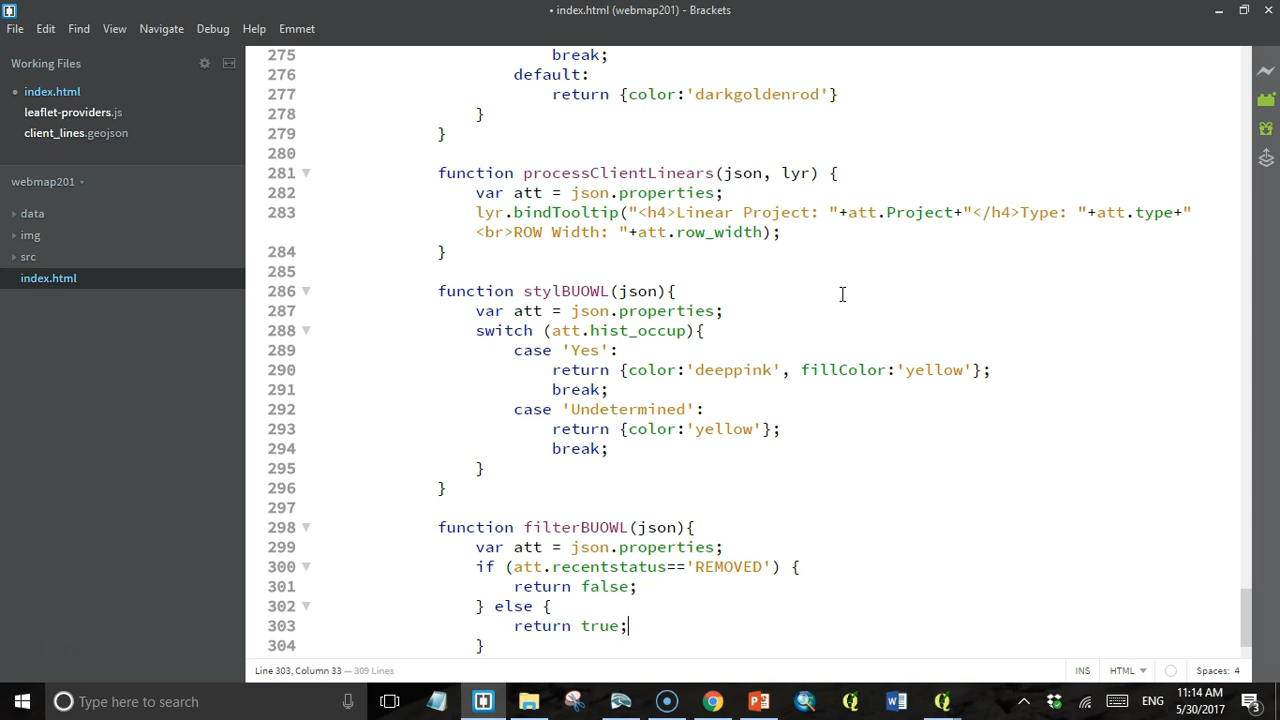 • index.html (webmap201) - Brackets
File Edit Find View Navigate Debug Help Emmet
Working Files
• index.html
leaflet-providers.js
client_lines.geojson
webmap201
data
img
src
index.html
275 break;
276 default:
277 return {color:'darkgoldenrod'}
278 }
279 }
280
281 function processClientLinears(json, lyr) {
282 var att = json.properties;
283 lyr.bindTooltip("<h4>Linear Project: "+att.Project+"</h4>Type: "+att.type+"
<br>ROW Width: "+att.row_width);
284 }
285
286 function stylBUOWL(json){
287 var att = json.properties;
288 switch (att.hist_occup){
289 case 'Yes':
290 return {color:'deeppink', fillColor:'yellow'};
291 break;
292 case 'Undetermined':
293 return {color:'yellow'};
294 break;
295 }
296 }
297
298 function filterBUOWL(json){
299 var att = json.properties;
300 if (att.recentstatus=='REMOVED') {
301 return false;
302 } else {
303 return true;
304 }
Line 303, Column 33 — 309 Lines
INS HTML Spaces: 4
Type here to search
ENG
11:14 AM
5/30/2017
3